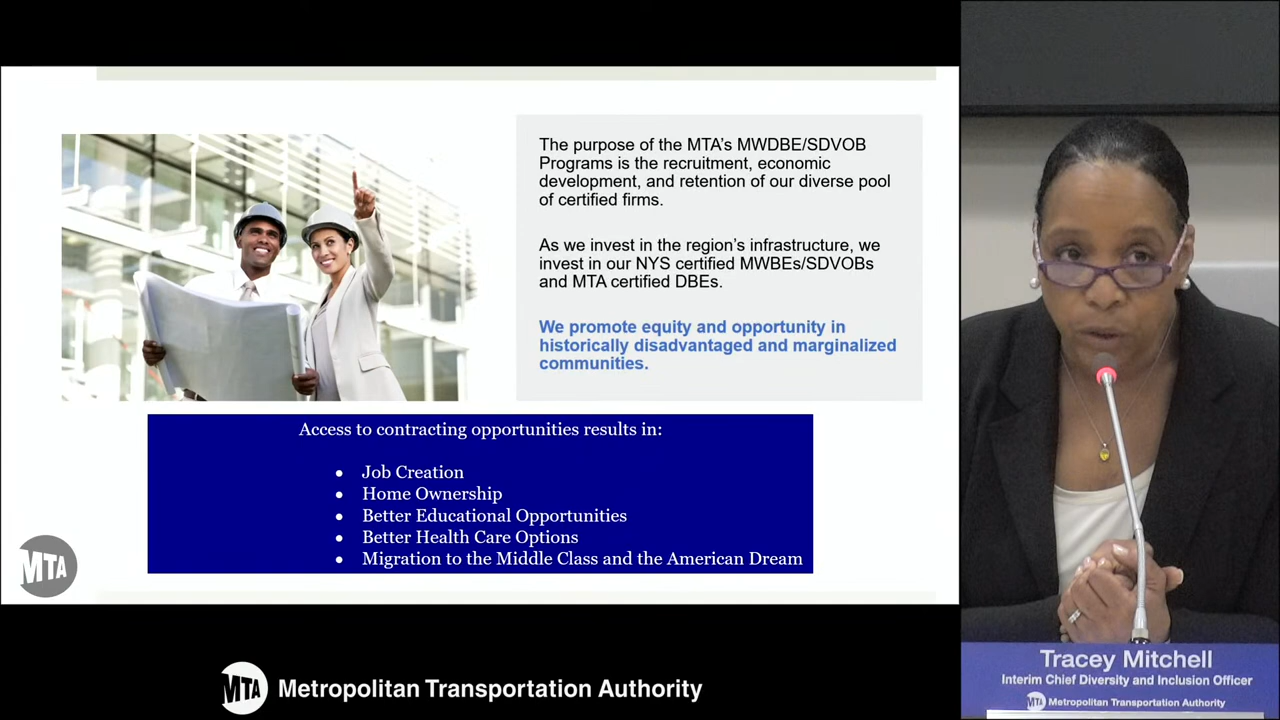 The purpose of the MTA's MWDBE/SDVOB
Programs is the recruitment, economic
development, and retention of our diverse pool
of certified firms.
As we invest in the region's infrastructure, we
invest in our NYS certified MWBEs/SDVOBs
and MTA certified DBEs.
We promote equity and opportunity in
historically disadvantaged and marginalized
communities.
Access to contracting opportunities results in:
• Job Creation
• Home Ownership
• Better Educational Opportunities
• Better Health Care Options
• Migration to the Middle Class and the American Dream
MTA
MTA Metropolitan Transportation Authority
Tracey Mitchell
Interim Chief Diversity and Inclusion Officer
MTA Metropolitan Transportation Authority